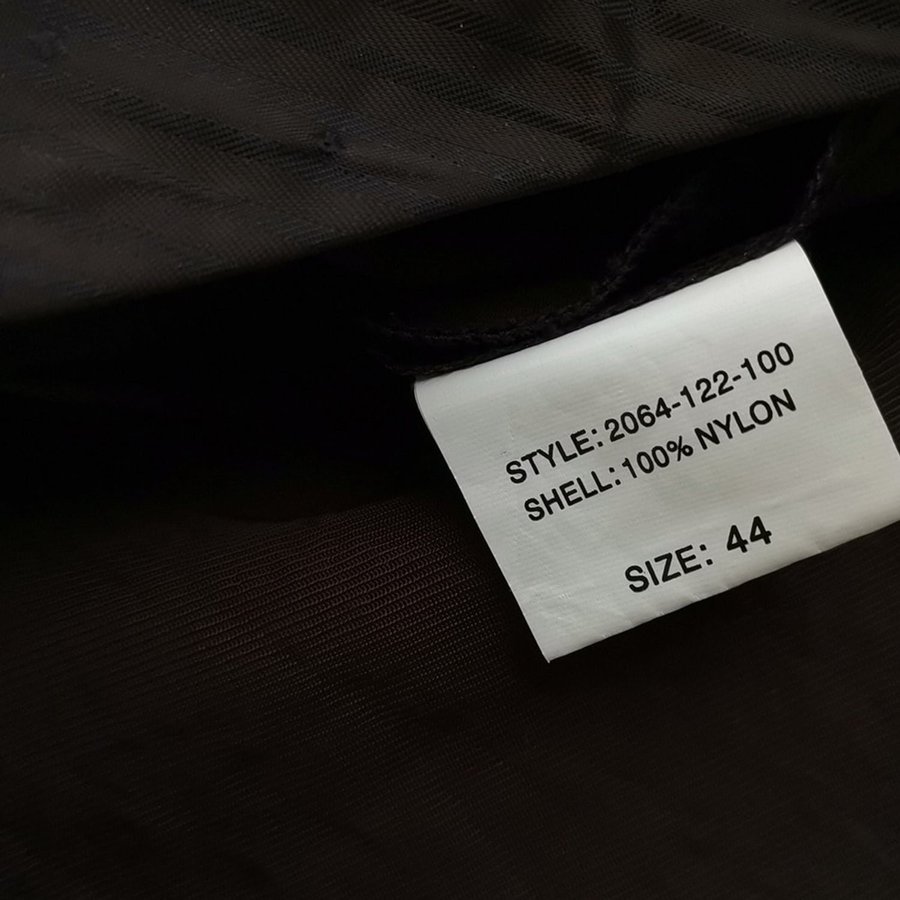 STYLE: 2064-122-100
SHELL: 100% NYLON
SIZE: 44